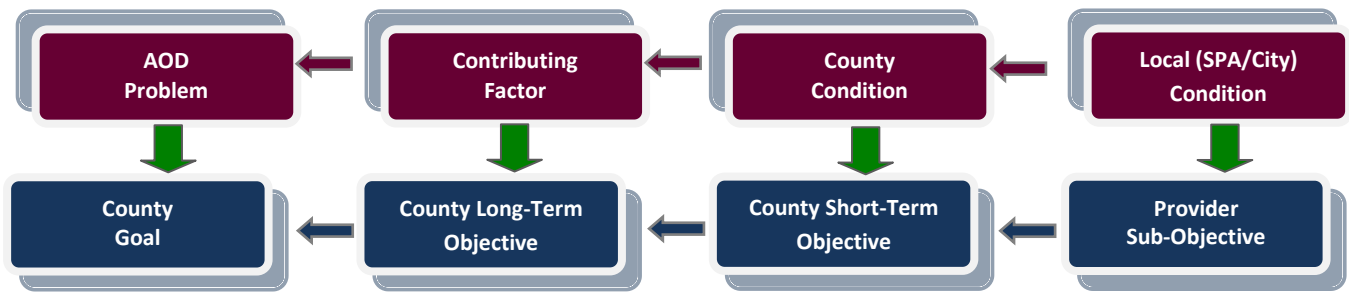 AOD
Problem
Contributing
Factor
County
Condition
Local (SPA/City)
Condition
County
Goal
County Long-Term
Objective
County Short-Term
Objective
Provider
Sub-Objective